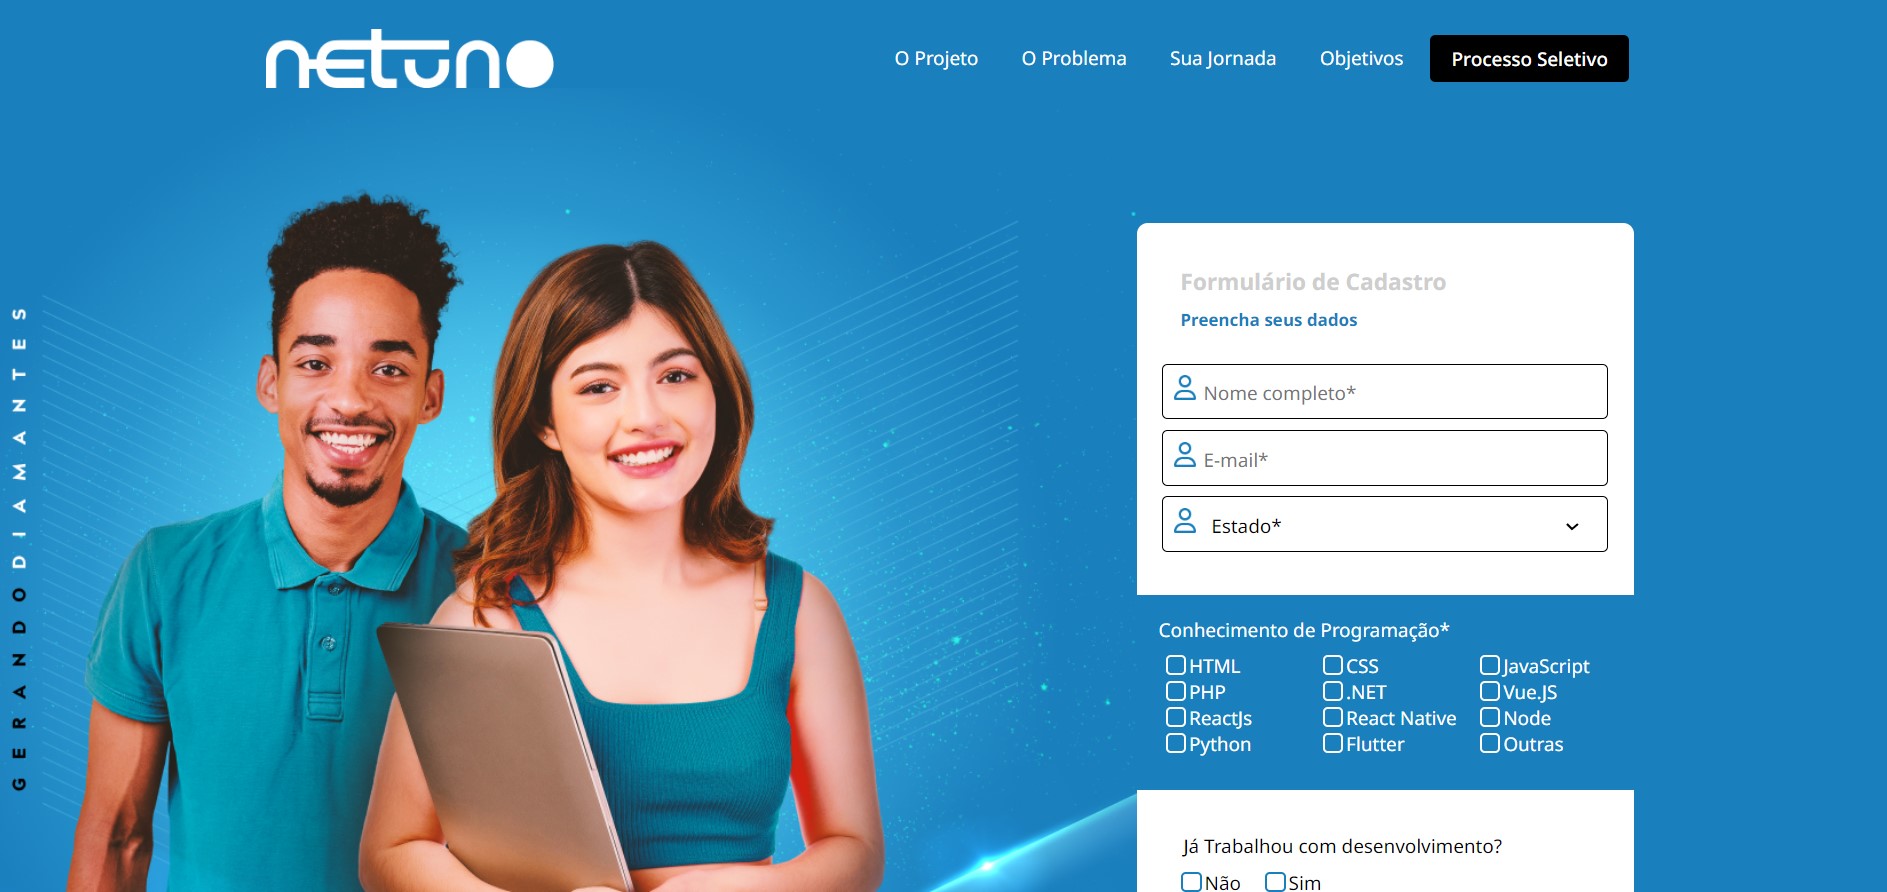 netuno
O Projeto O Problema Sua Jornada Objetivos Processo Seletivo
GERANDODIAMANTES
Formulário de Cadastro
Preencha seus dados
Nome completo*
E-mail*
Estado*
Conhecimento de Programação*
HTML CSS JavaScript
PHP .NET Vue.JS
ReactJs React Native Node
Python Flutter Outras
Já Trabalhou com desenvolvimento?
Não Sim